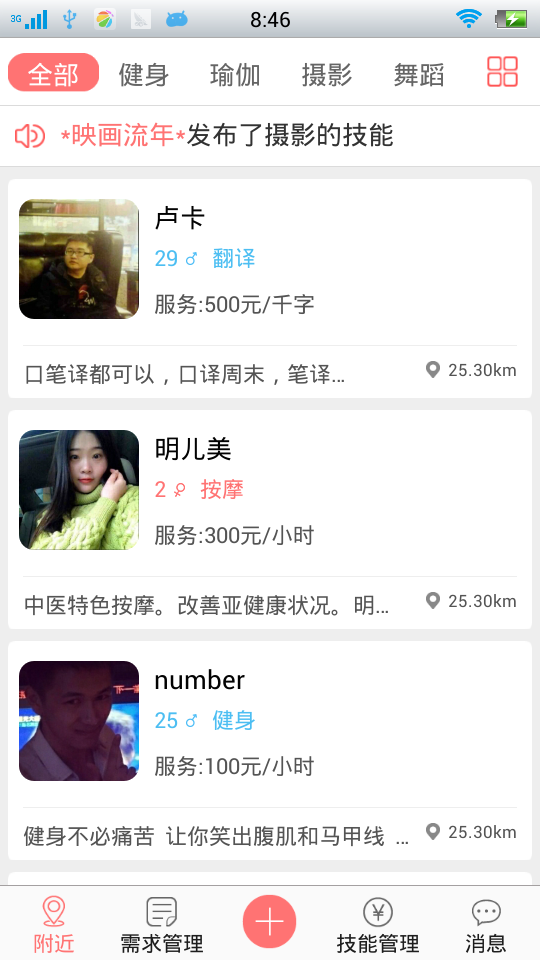 3G 8:46
全部 健身 瑜伽 摄影 舞蹈
*映画流年*发布了摄影的技能
卢卡
29 ♂ 翻译
服务:500元/千字
口笔译都可以，口译周末，笔译...
25.30km
明儿美
2 ♀ 按摩
服务:300元/小时
中医特色按摩。改善亚健康状况。明...
25.30km
number
25 ♂ 健身
服务:100元/小时
健身不必痛苦 让你笑出腹肌和马甲线 ...
25.30km
附近 需求管理 技能管理 消息